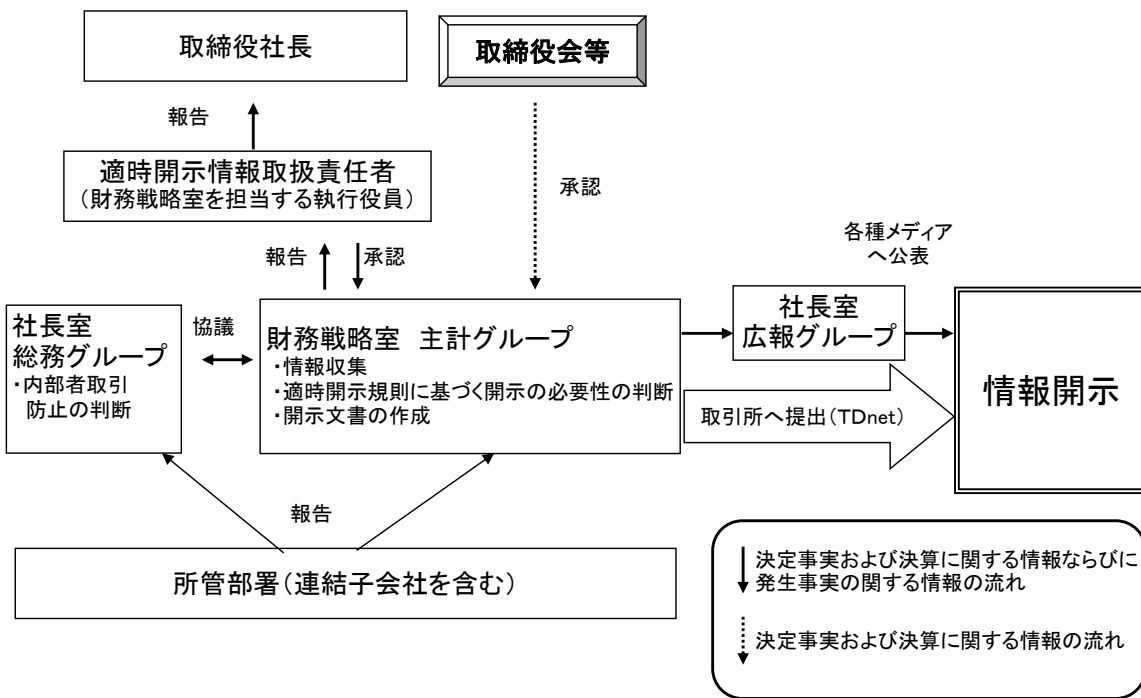 取締役社長
取締役会等
報告
適時開示情報取扱責任者
(財務戦略室を担当する執行役員)
承認
報告
承認
各種メディア
へ公表
社長室
総務グループ
・内部者取引
防止の判断
協議
財務戦略室 主計グループ
・情報収集
・適時開示規則に基づく開示の必要性の判断
・開示文書の作成
社長室
広報グループ
取引所へ提出(TDnet)
情報開示
報告
所管部署(連結子会社を含む)
決定事実および決算に関する情報ならびに
発生事実の関する情報の流れ
決定事実および決算に関する情報の流れ